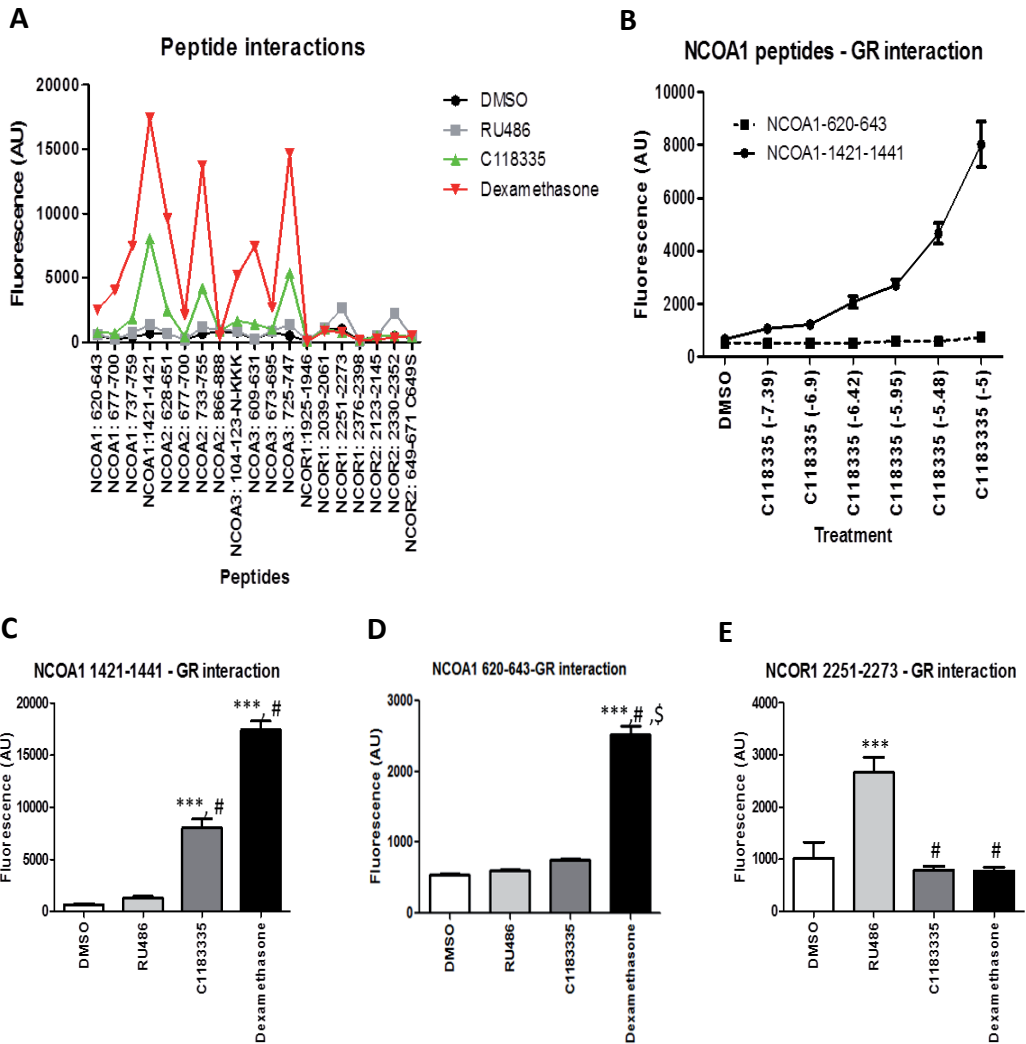 A
Peptide interactions
Fluorescence (AU)
20000
15000
10000
5000
0
DMSO
RU486
C118335
Dexamethasone
NCOA1: 620-643
NCOA1: 677-700
NCOA1: 737-759
NCOA1:1421-1421
NCOA2: 628-651
NCOA2: 677-700
NCOA2: 733-755
NCOA2: 866-888
NCOA3: 104-123-N-KKK
NCOA3: 609-631
NCOA3: 673-695
NCOA3: 725-747
NCOR1:1925-1946
NCOR1: 2039-2061
NCOR1: 2251-2273
NCOR1: 2376-2398
NCOR2: 2123-2145
NCOR2: 2330-2352
NCOR2: 649-671 C649S
Peptides
B
NCOA1 peptides - GR interaction
Fluorescence (AU)
10000
8000
6000
4000
2000
0
NCOA1-620-643
NCOA1-1421-1441
DMSO
C118335 (-7.39)
C118335 (-6.9)
C118335 (-6.42)
C118335 (-5.95)
C118335 (-5.48)
C1183335 (-5)
Treatment
C
NCOA1 1421-1441 - GR interaction
Fluorescence (AU)
20000
15000
10000
5000
0
***, #
***, #
DMSO
RU486
C1183335
Dexamethasone
D
NCOA1 620-643-GR interaction
Fluorescence (AU)
3000
2000
1000
0
***,# ,$
DMSO
RU486
C1183335
Dexamethasone
E
NCOR1 2251-2273 - GR interaction
Fluorescence (AU)
4000
3000
2000
1000
0
***
#
#
DMSO
RU486
C1183335
Dexamethasone